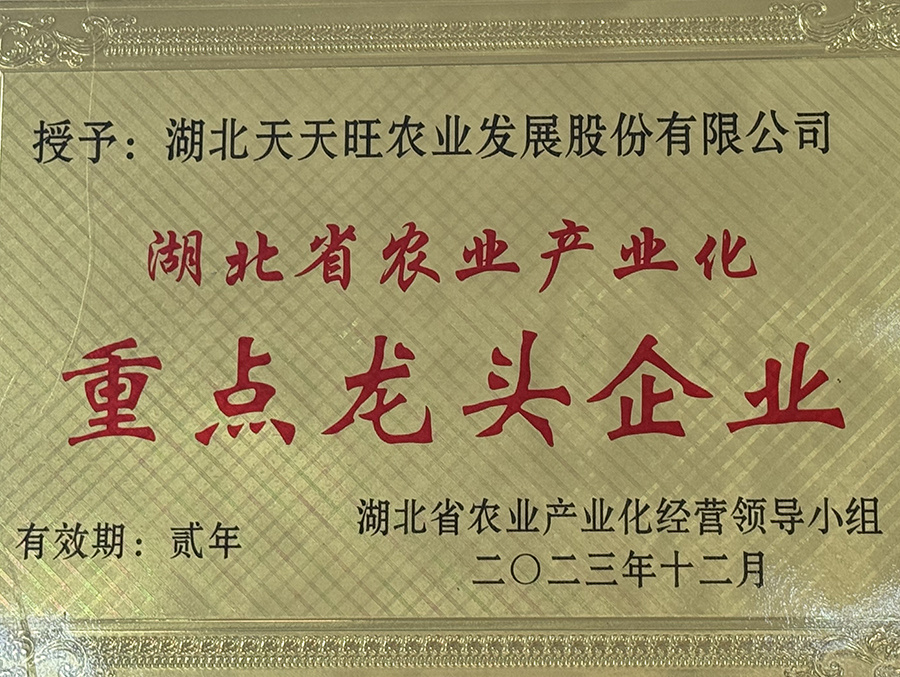 授予：湖北天天旺农业发展股份有限公司
湖北省农业产业化
重点龙头企业
有效期：贰年
湖北省农业产业化经营领导小组
二〇二三年十二月